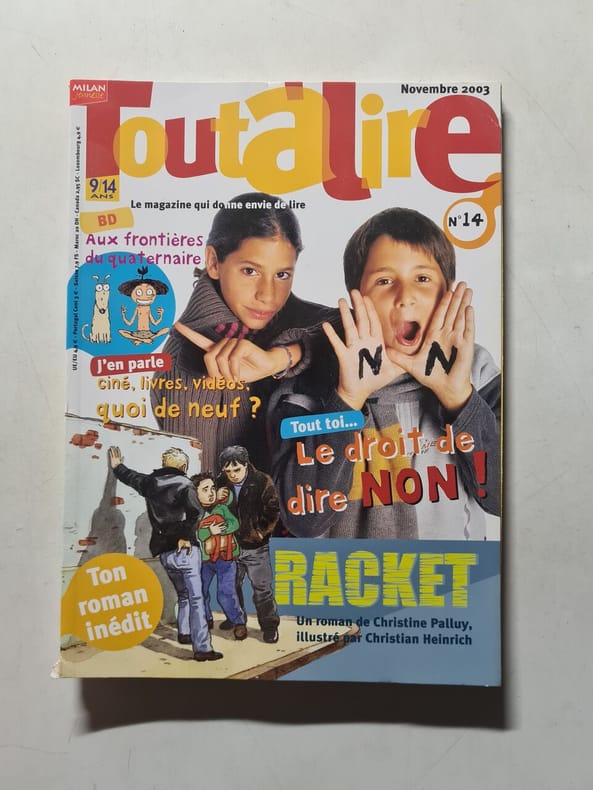 MILAN
jeunesse
Novembre 2003
Toutàlire
9/14
ANS
Le magazine qui donne envie de lire
N°14
BD
Aux frontières
du quaternaire
J'en parle
ciné, livres, vidéos,
quoi de neuf ?
N N
Tout toi...
Le droit de
dire NON !
Ton
roman
inédit
RACKET
Un roman de Christine Palluy,
illustré par Christian Heinrich